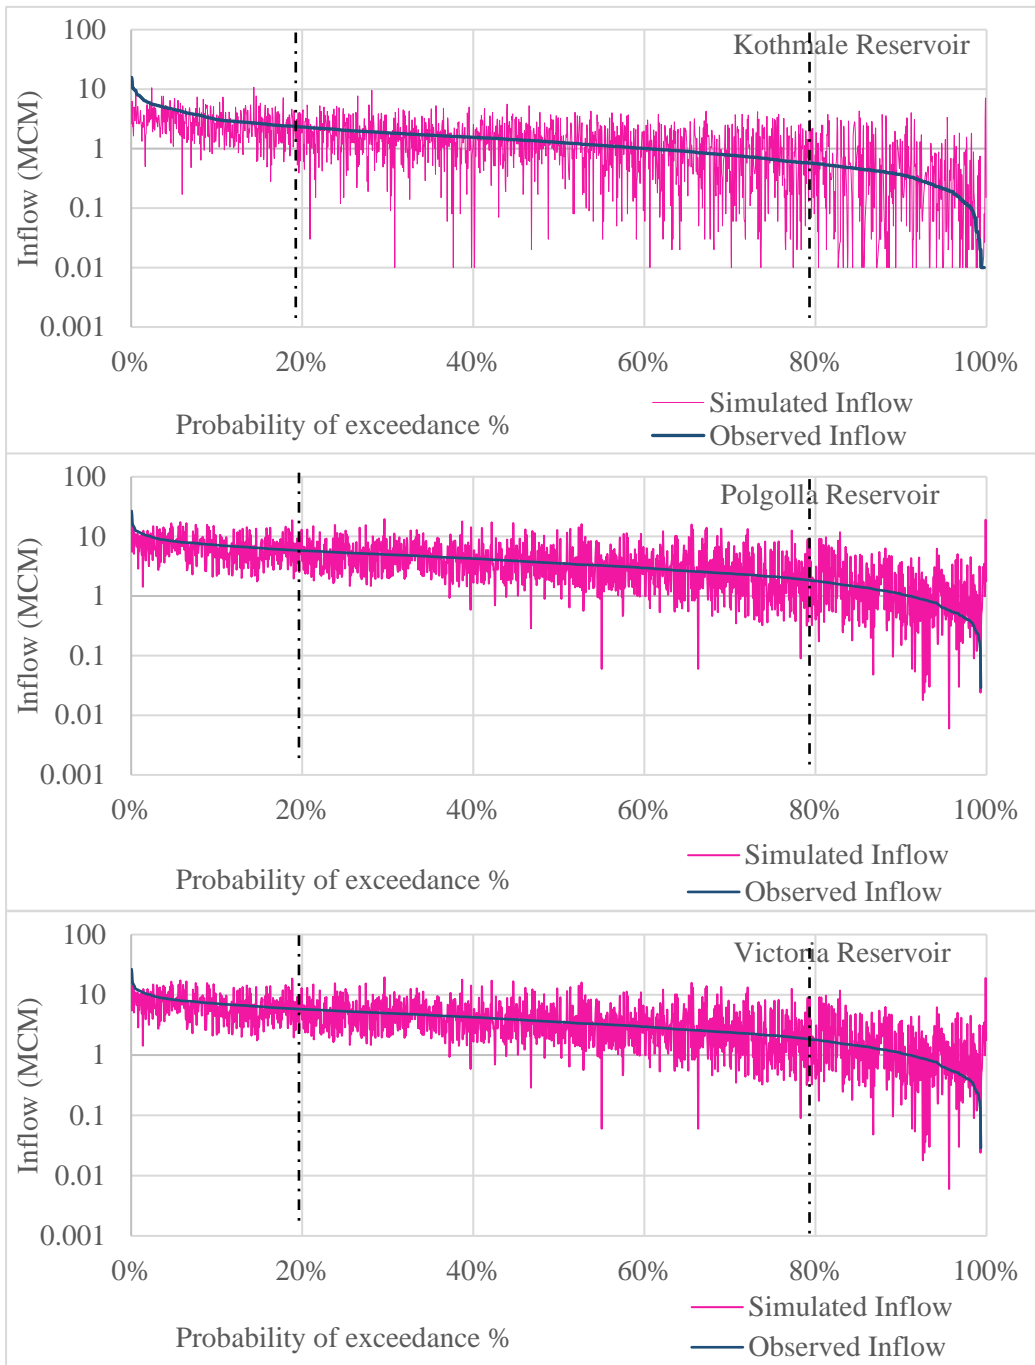 Kothmale Reservoir
100
10
1
0.1
0.01
0.001
Inflow (MCM)
0% 20% 40% 60% 80% 100%
Probability of exceedance %
Simulated Inflow
Observed Inflow
Polgolla Reservoir
100
10
1
0.1
0.01
0.001
Inflow (MCM)
0% 20% 40% 60% 80% 100%
Probability of exceedance %
Simulated Inflow
Observed Inflow
Victoria Reservoir
100
10
1
0.1
0.01
0.001
Inflow (MCM)
0% 20% 40% 60% 80% 100%
Probability of exceedance %
Simulated Inflow
Observed Inflow